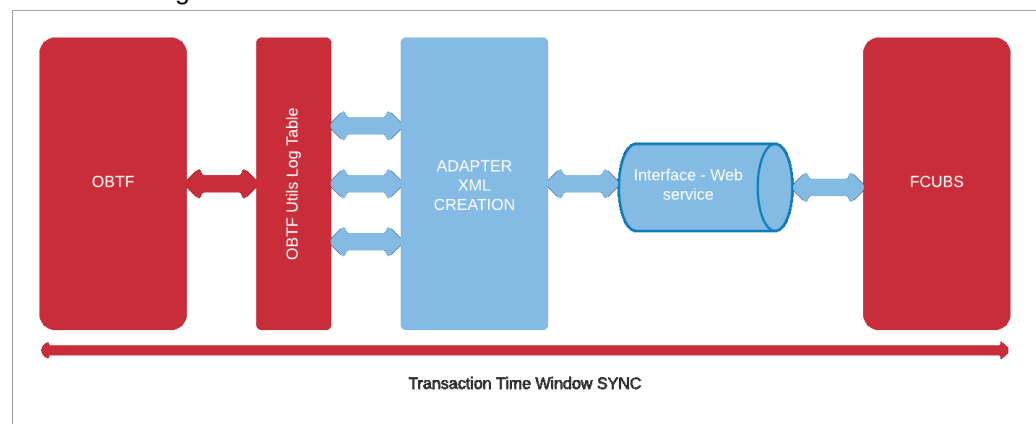 OBTF
OBTF Utils Log Table
ADAPTER
XML
CREATION
Interface - Web
service
FCUBS
Transaction Time Window SYNC